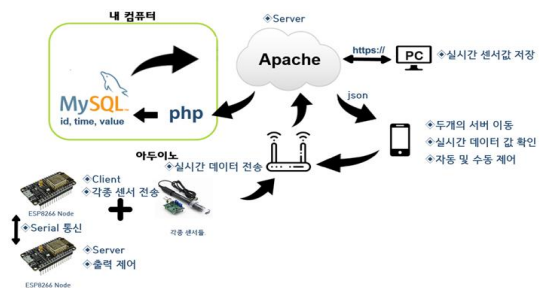 내 컴퓨터
◈Server
Apache
https://
PC
◈실시간 센서값 저장
MySQL
php
id, time, value
json
◈두개의 서버 이동
◈실시간 데이터 값 확인
◈자동 및 수동 제어
아두이노
◈실시간 데이터 전송
◈Client
◈각종 센서 전송
ESP8266 Node
각종 센서들
◈Serial 통신
◈Server
◈출력 제어
ESP8266 Node